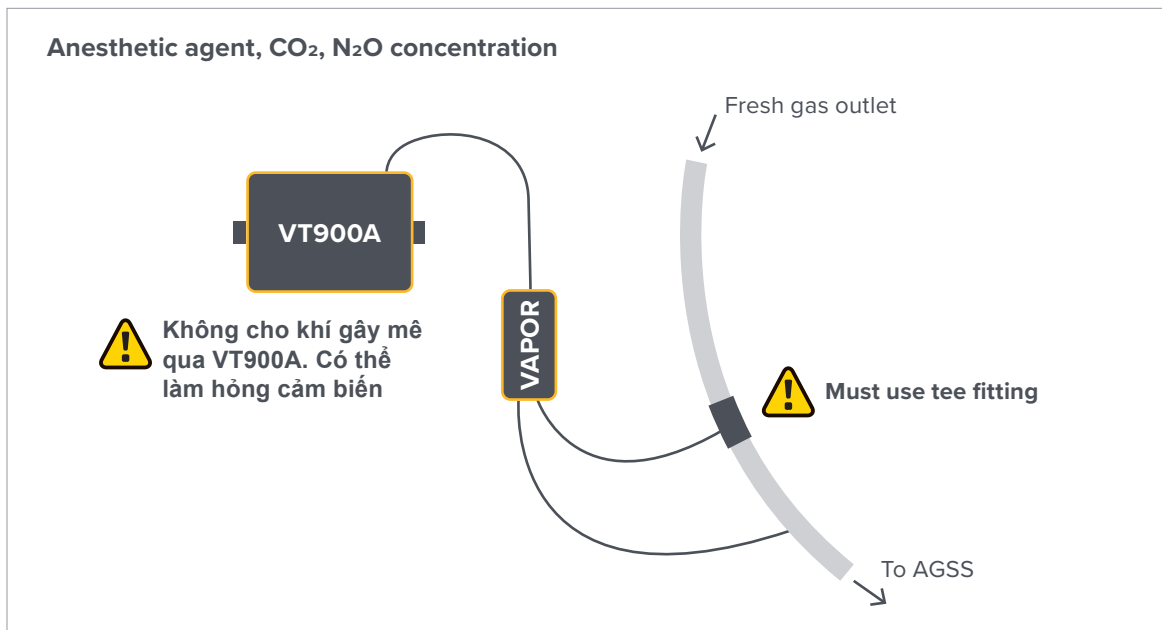 Anesthetic agent, CO₂, N₂O concentration
Fresh gas outlet
VT900A
VAPOR
Không cho khí gây mê
qua VT900A. Có thể
làm hỏng cảm biến
Must use tee fitting
To AGSS